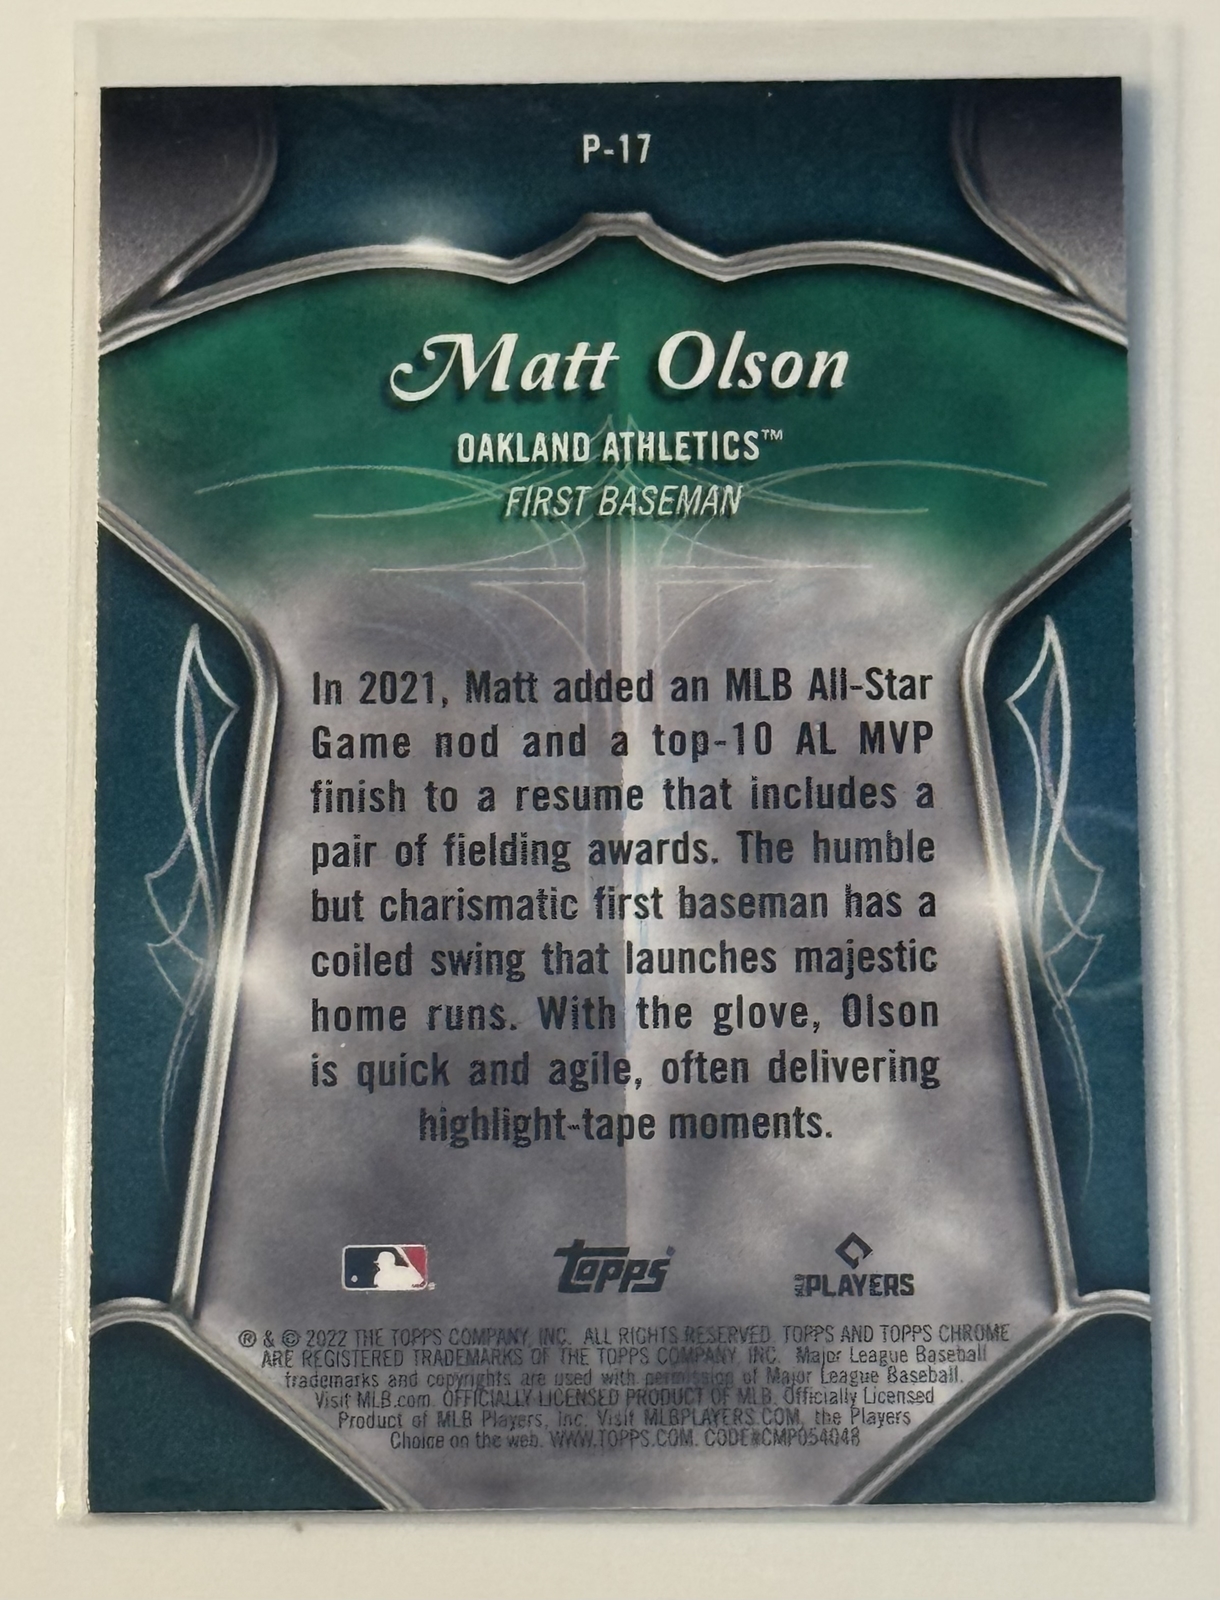 P-17
Matt Olson
OAKLAND ATHLETICS™
FIRST BASEMAN
In 2021, Matt added an MLB All-Star
Game nod and a top-10 AL MVP
finish to a resume that includes a
pair of fielding awards. The humble
but charismatic first baseman has a
coiled swing that launches majestic
home runs. With the glove, Olson
is quick and agile, often delivering
highlight-tape moments.
Topps
MLB PLAYERS
® & © 2022 THE TOPPS COMPANY, INC. ALL RIGHTS RESERVED. TOPPS AND TOPPS CHROME
ARE REGISTERED TRADEMARKS OF THE TOPPS COMPANY, INC. Major League Baseball
trademarks and copyrights are used with permission of Major League Baseball.
Visit MLB.com. OFFICIALLY LICENSED PRODUCT OF MLB. Officially Licensed
Product of MLB Players, Inc. Visit MLBPLAYERS.COM, the Players
Choice on the web. WWW.TOPPS.COM. CODE#CMP054048